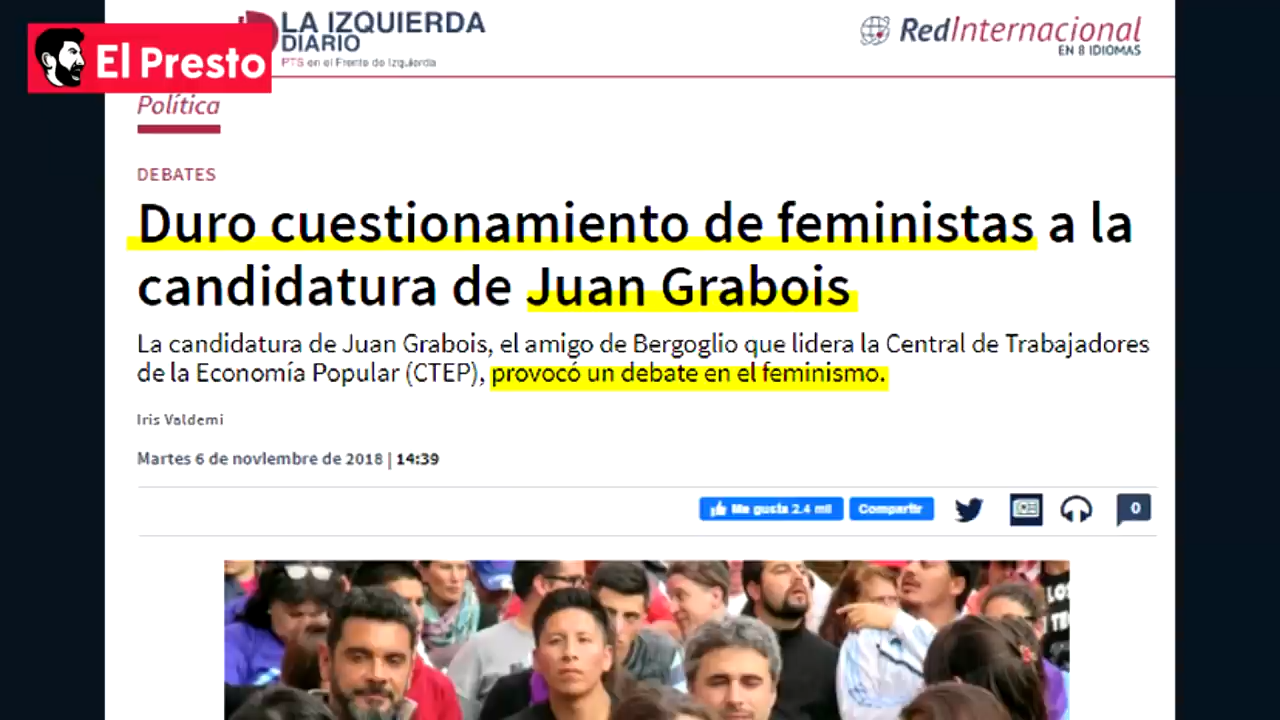 El Presto
LA IZQUIERDA
DIARIO
PTS en el Frente de Izquierda
RedInternacional
EN 8 IDIOMAS
Política
DEBATES
Duro cuestionamiento de feministas a la
candidatura de Juan Grabois
La candidatura de Juan Grabois, el amigo de Bergoglio que lidera la Central de Trabajadores
de la Economía Popular (CTEP), provocó un debate en el feminismo.
Iris Valdemi
Martes 6 de noviembre de 2018 | 14:39
Me gusta 2.4 mil
Compartir
0